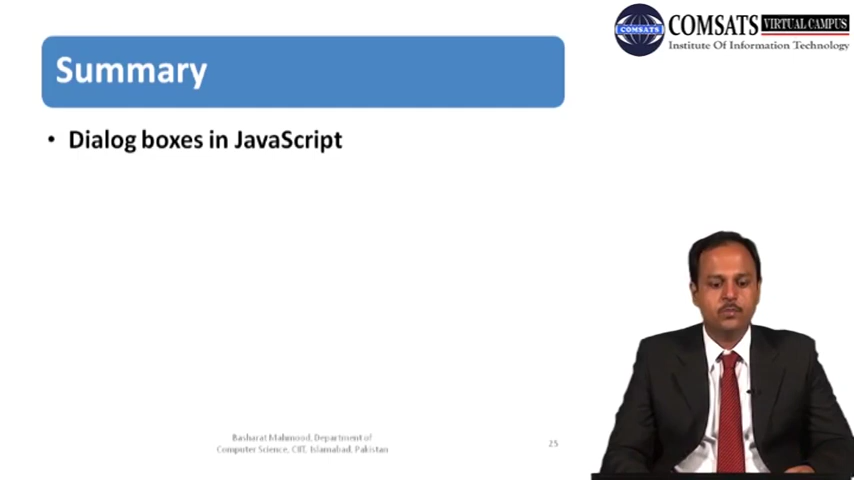 COMSATS VIRTUAL CAMPUS
COMSATS
Institute Of Information Technology
Summary
• Dialog boxes in JavaScript
Basharat Mahmood, Department of
Computer Science, CIIT, Islamabad, Pakistan
25